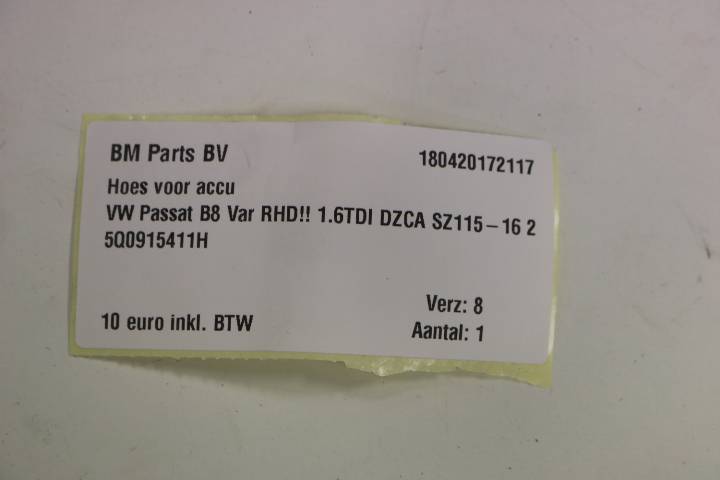 BM Parts BV 180420172117
Hoes voor accu
VW Passat B8 Var RHD!! 1.6TDI DZCA SZ115-16 2
5Q0915411H
Verz: 8
10 euro inkl. BTW Aantal: 1